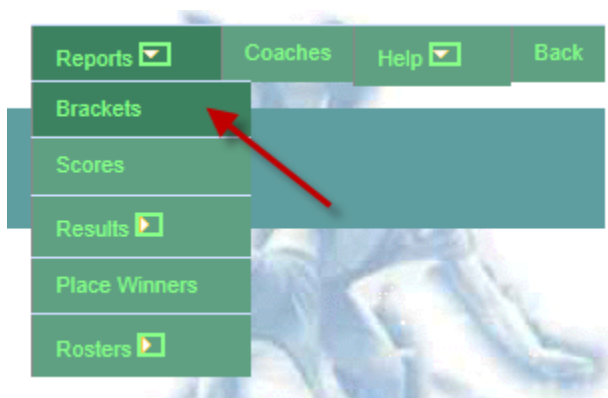 Reports Coaches Help Back
Brackets
Scores
Results
Place Winners
Rosters